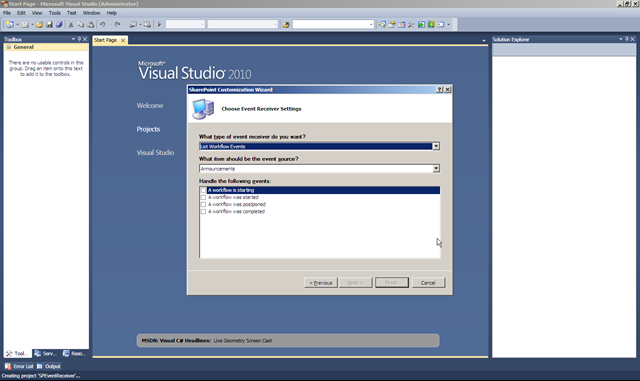 Start Page - Microsoft Visual Studio (Administrator)
File Edit View Tools Test Window Help
Toolbox
General
There are no usable controls in this
group. Drag an item onto this text
to add it to the toolbox.
Start Page
Solution Explorer
Microsoft®
Visual Studio 2010
Welcome
Projects
Visual Studio
SharePoint Customization Wizard
Choose Event Receiver Settings
What type of event receiver do you want?
List Workflow Events
What item should be the event source?
Announcements
Handle the following events:
A workflow is starting
A workflow was started
A workflow was postponed
A workflow was completed
< Previous Next > Finish Cancel
MSDN: Visual C# Headlines: Live Geometry Screen Cast
Tool... Serv... Reso...
Error List Output
Creating project 'SPEventReceiver'...